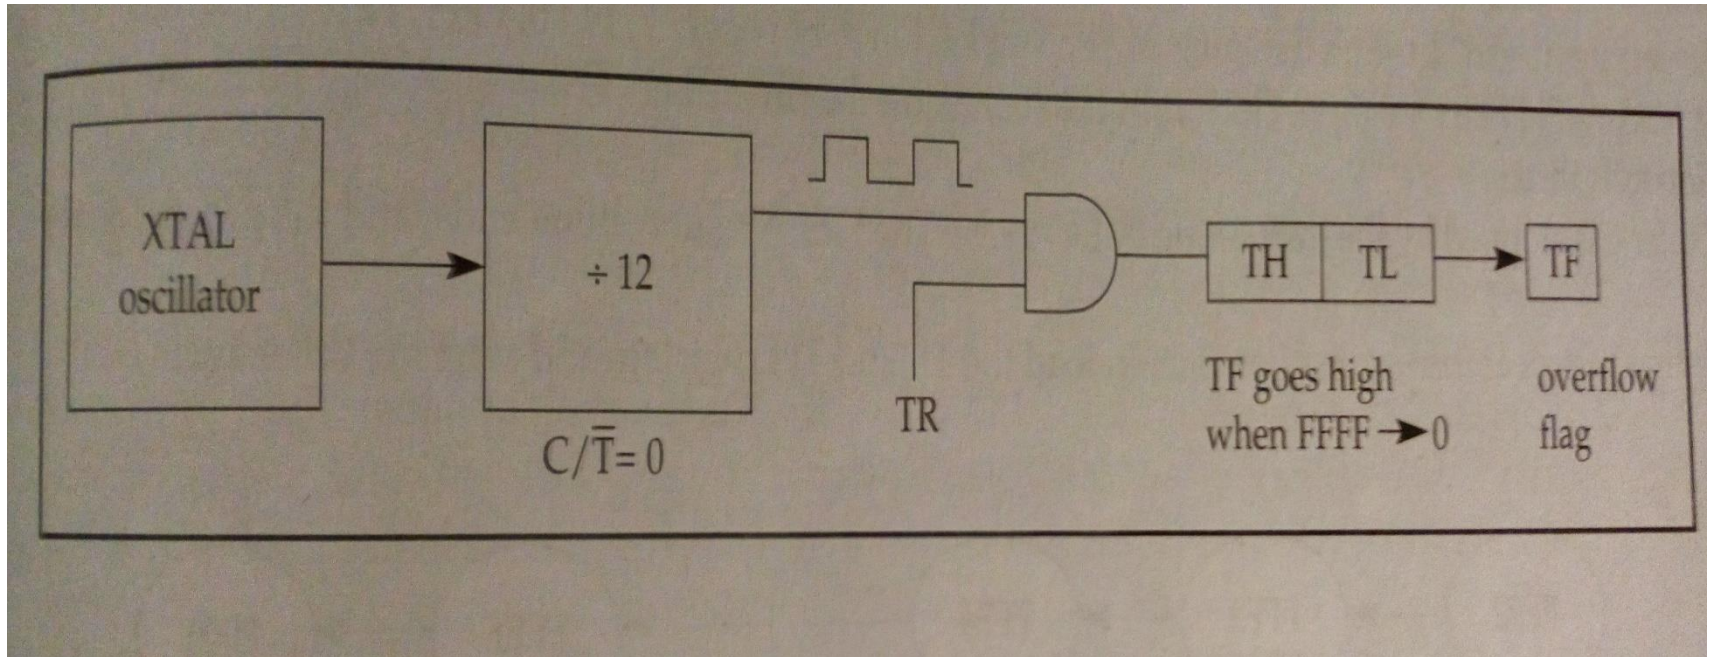 XTAL
oscillator
÷ 12
C/T̅= 0
TR
TH
TL
TF
TF goes high
when FFFF→0
overflow
flag